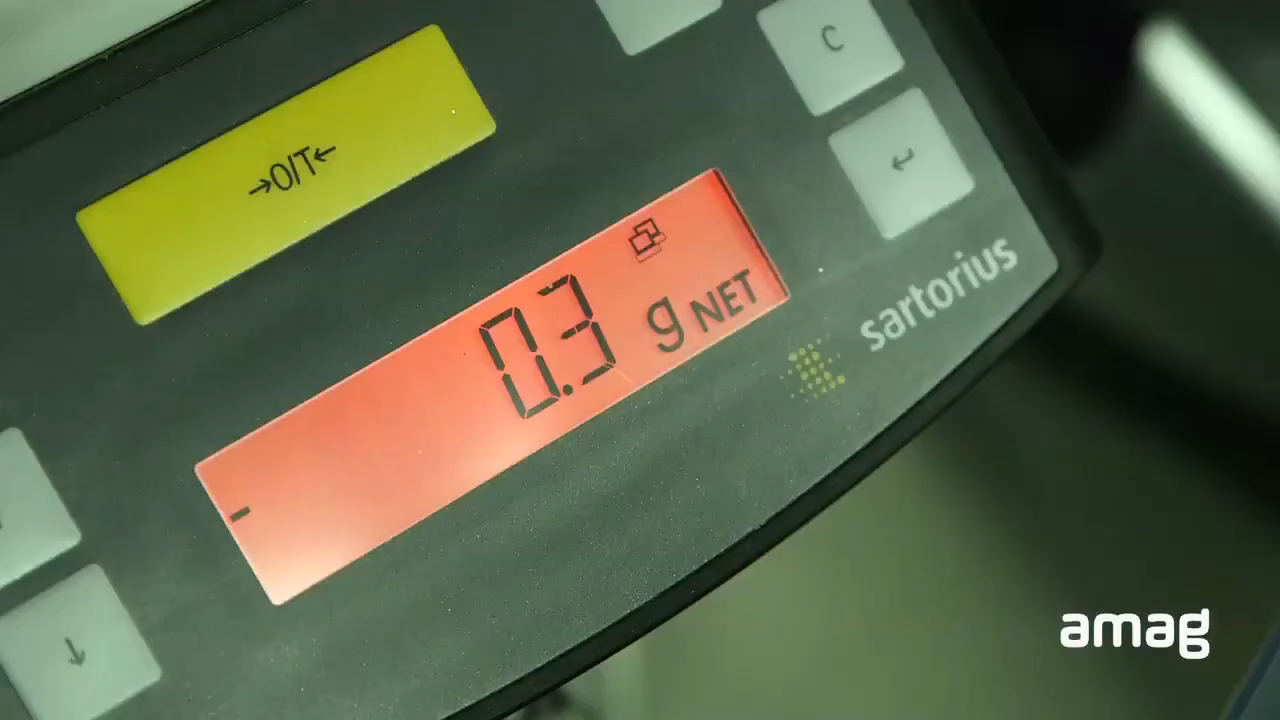 C
→0/T←
↵
- 0.3 g NET
sartorius
↓
amag